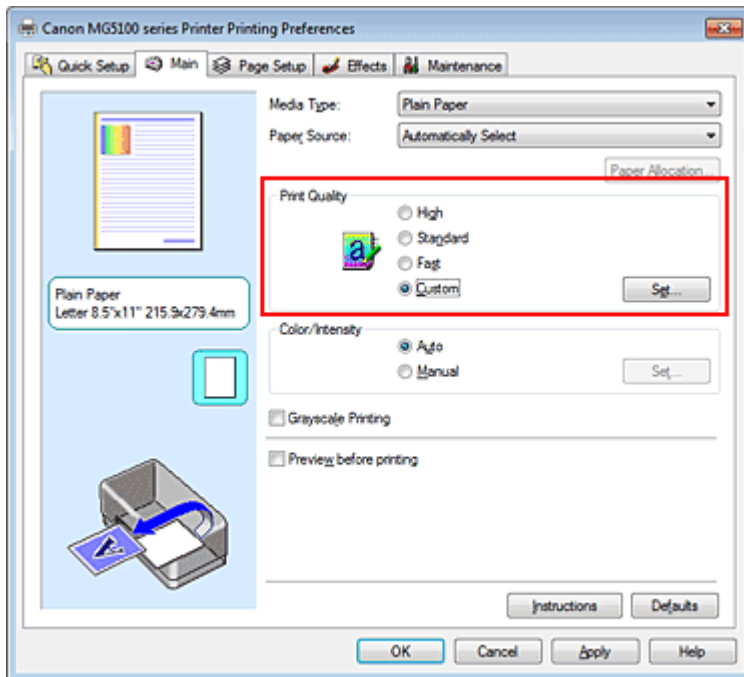 Canon MG5100 series Printer Printing Preferences
Quick Setup Main Page Setup Effects Maintenance
Media Type: Plain Paper
Paper Source: Automatically Select
Paper Allocation...
Print Quality
High
a Standard
Fast
Custom Set...
Plain Paper
Letter 8.5"x11" 215.9x279.4mm
Color/Intensity
Auto
Manual Set...
Grayscale Printing
Preview before printing
A
Instructions Defaults
OK Cancel Apply Help